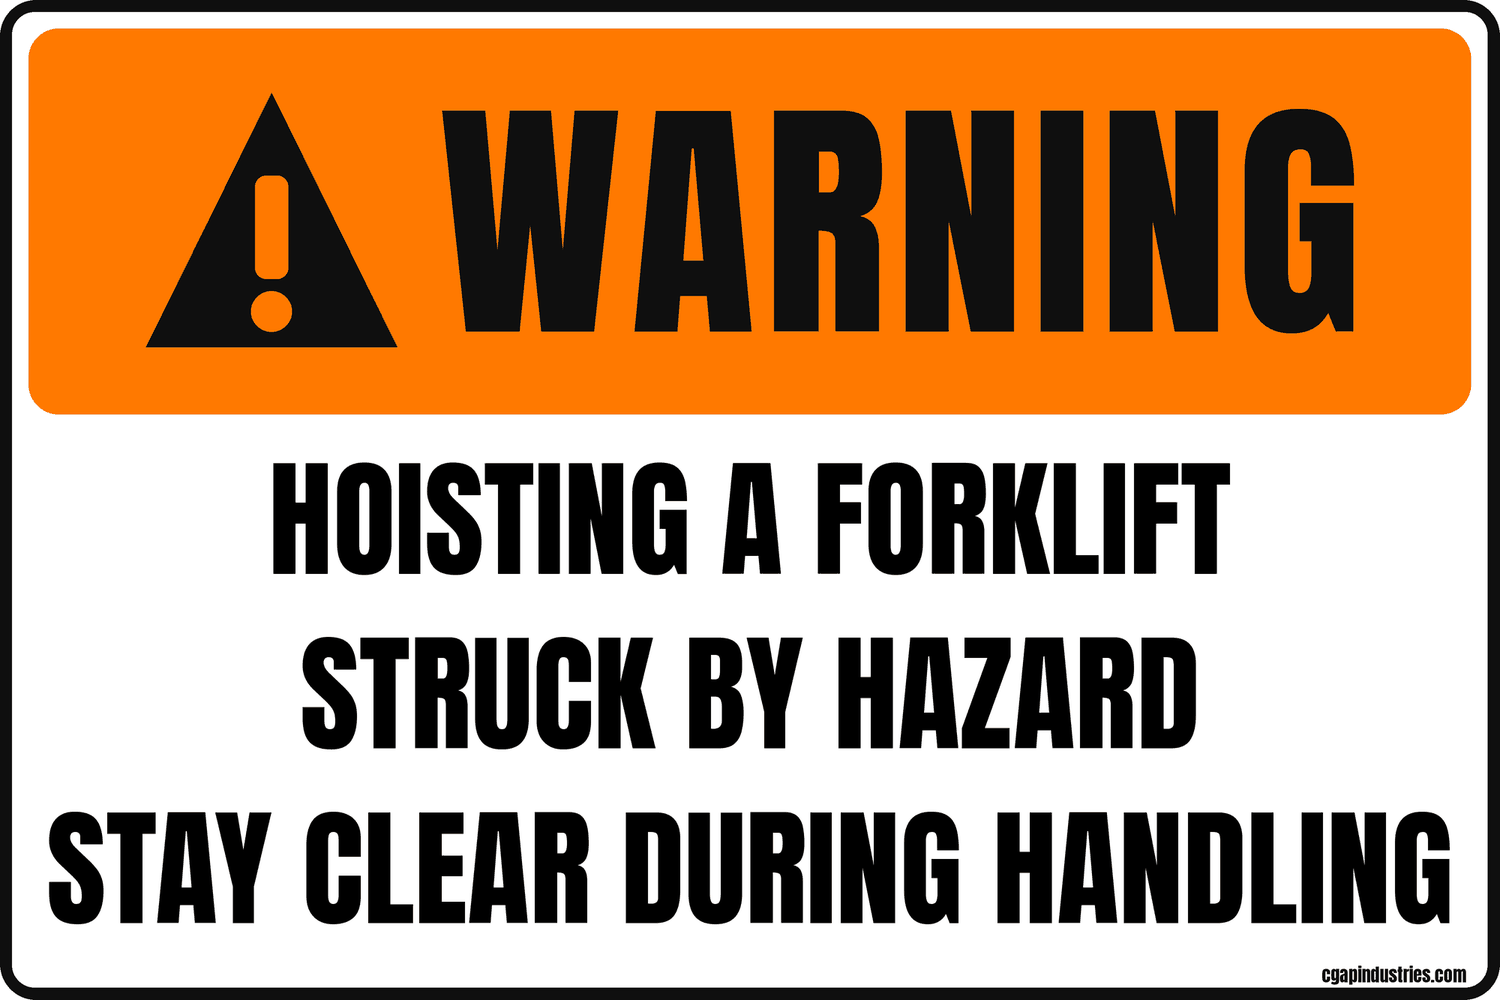 WARNING
HOISTING A FORKLIFT
STRUCK BY HAZARD
STAY CLEAR DURING HANDLING
cgapindustries.com